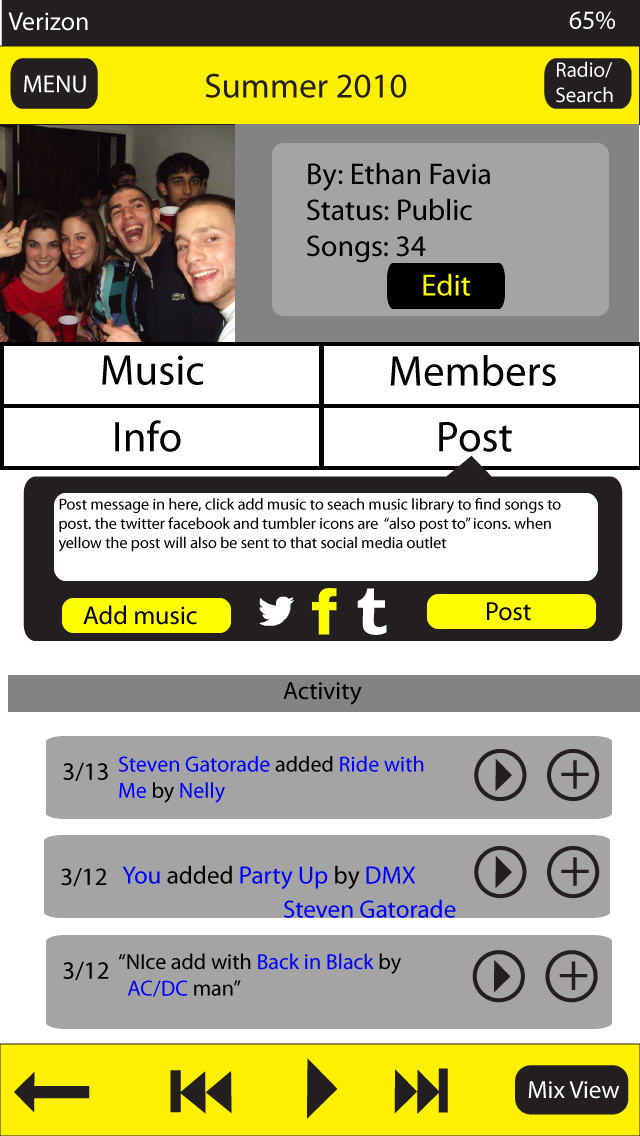 Verizon
65%
MENU
Summer 2010
Radio/
Search
By: Ethan Favia
Status: Public
Songs: 34
Edit
Music
Members
Info
Post
Post message in here, click add music to seach music library to find songs to
post. the twitter facebook and tumbler icons are "also post to" icons. when
yellow the post will also be sent to that social media outlet
Add music
f
t
Post
Activity
3/13
Steven Gatorade added Ride with
Me by Nelly
3/12
You added Party Up by DMX
Steven Gatorade
3/12
“NIce add with Back in Black by
AC/DC man”
Mix View